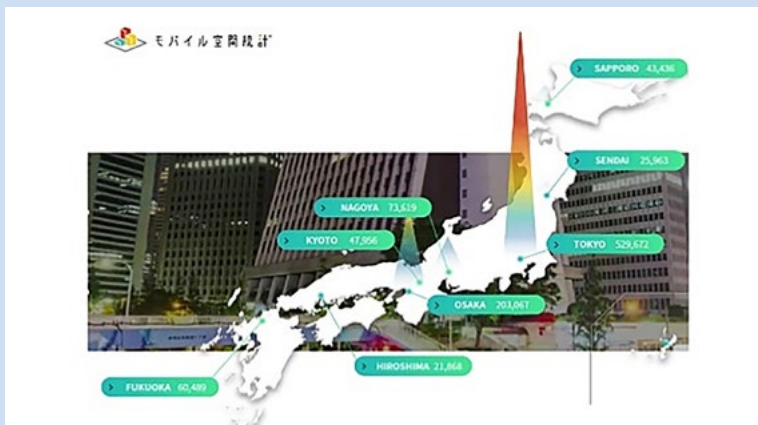 モバイル空間統計
SAPPORO 43,436
SENDAI 25,963
NAGOYA 73,619
KYOTO 47,956
TOKYO 529,672
OSAKA 203,067
HIROSHIMA 21,868
FUKUOKA 60,489